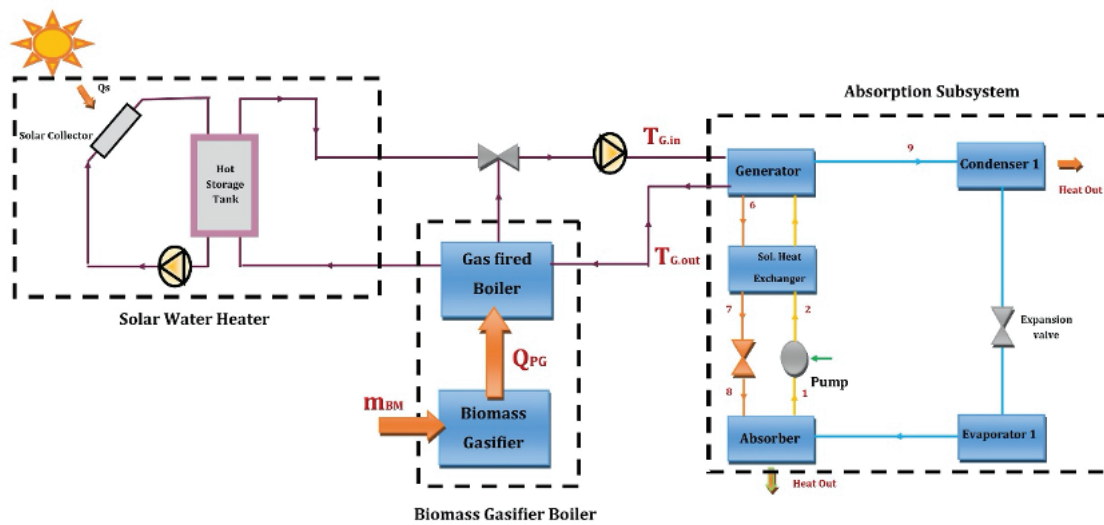 Qs
Solar Collector
Hot
Storage
Tank
Solar Water Heater
T_G.in
T_G.out
Gas fired
Boiler
Q_PG
m_BM
Biomass
Gasifier
Biomass Gasifier Boiler
Absorption Subsystem
Generator
9
Condenser 1
Heat Out
6
Sol. Heat
Exchanger
7
2
Expansion
valve
Pump
8
1
Absorber
Evaporator 1
Heat Out